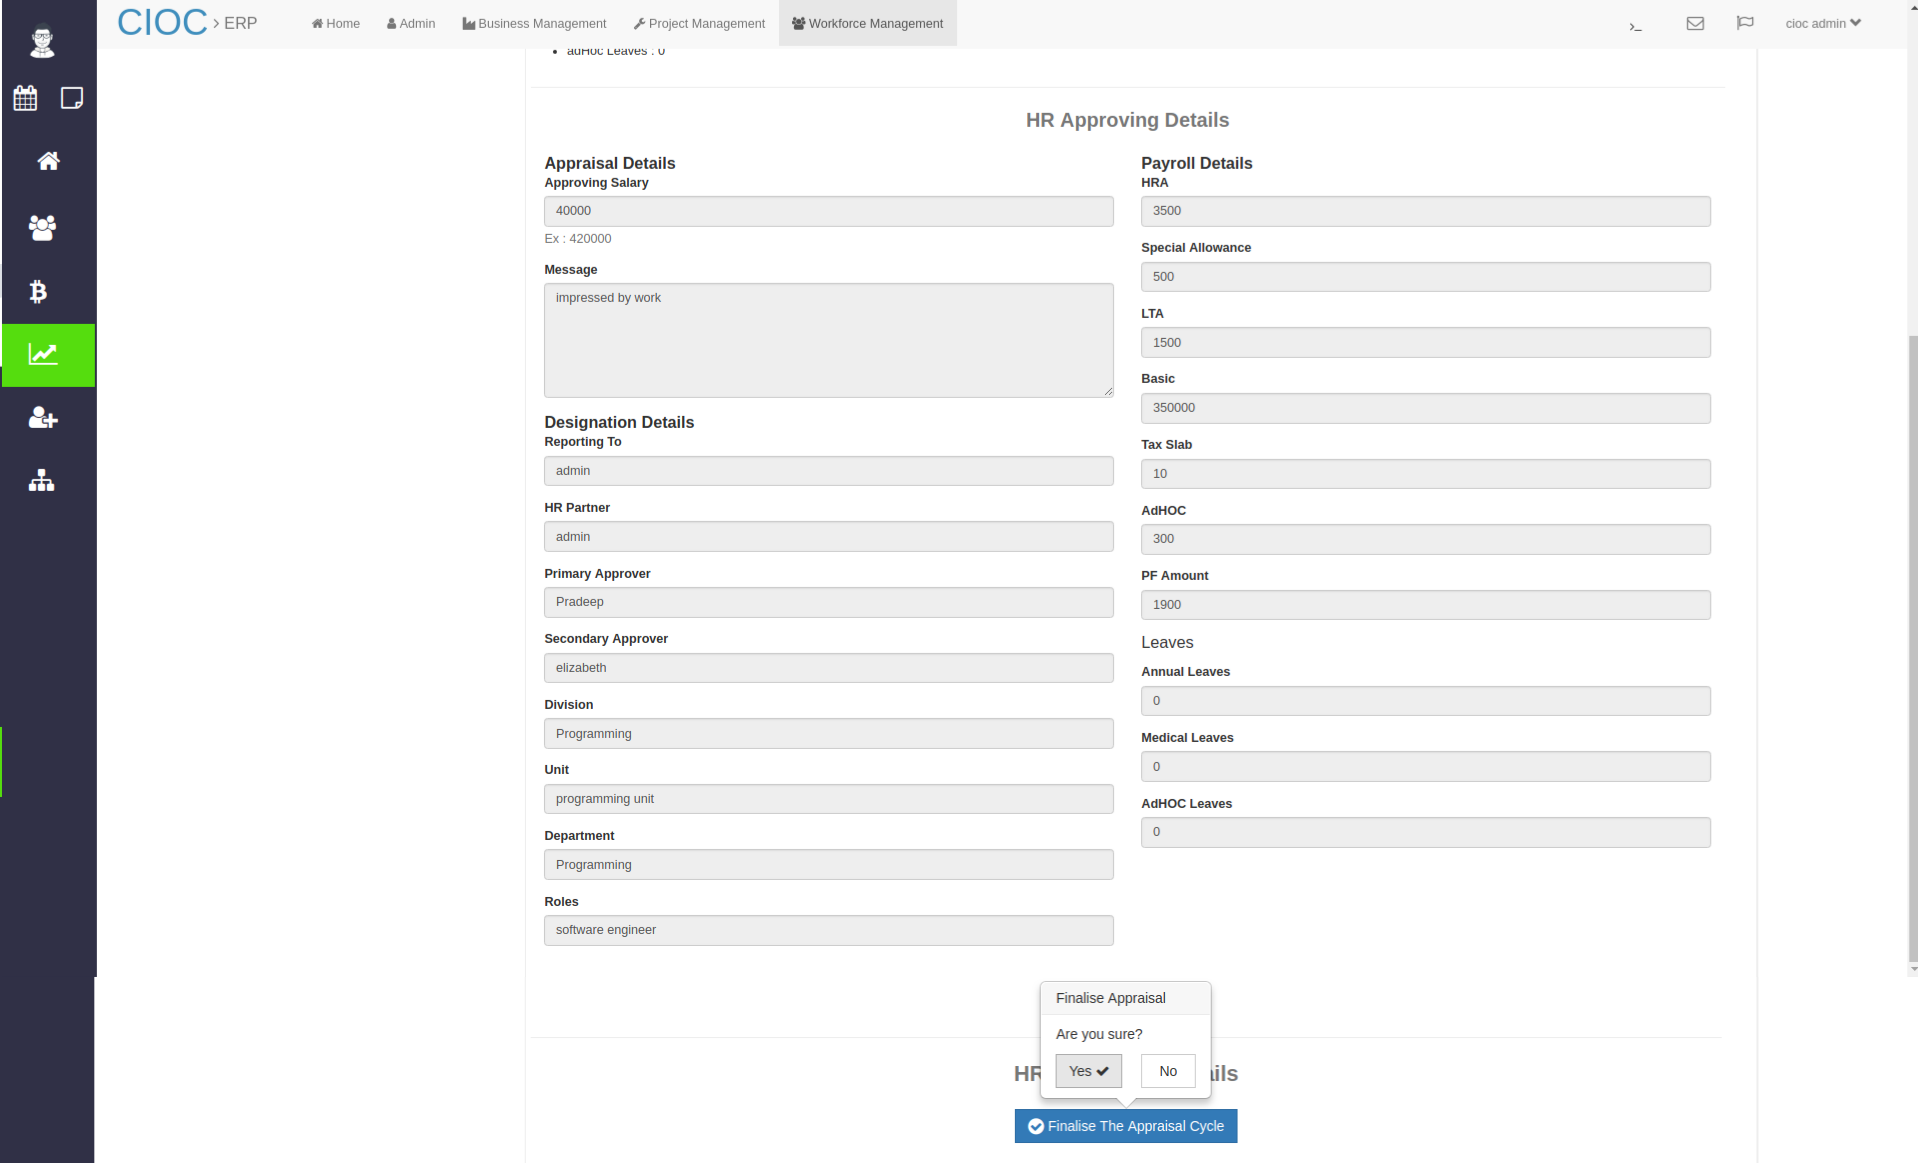 CIOC > ERP Home Admin Business Management Project Management Workforce Management >_ cioc admin
adHoc Leaves : 0
HR Approving Details
Appraisal Details
Approving Salary
40000
Ex : 420000
Message
impressed by work
Designation Details
Reporting To
admin
HR Partner
admin
Primary Approver
Pradeep
Secondary Approver
elizabeth
Division
Programming
Unit
programming unit
Department
Programming
Roles
software engineer
Payroll Details
HRA
3500
Special Allowance
500
LTA
1500
Basic
350000
Tax Slab
10
AdHOC
300
PF Amount
1900
Leaves
Annual Leaves
0
Medical Leaves
0
AdHOC Leaves
0
Finalise Appraisal
Are you sure?
Yes No
HR
Finalise The Appraisal Cycle